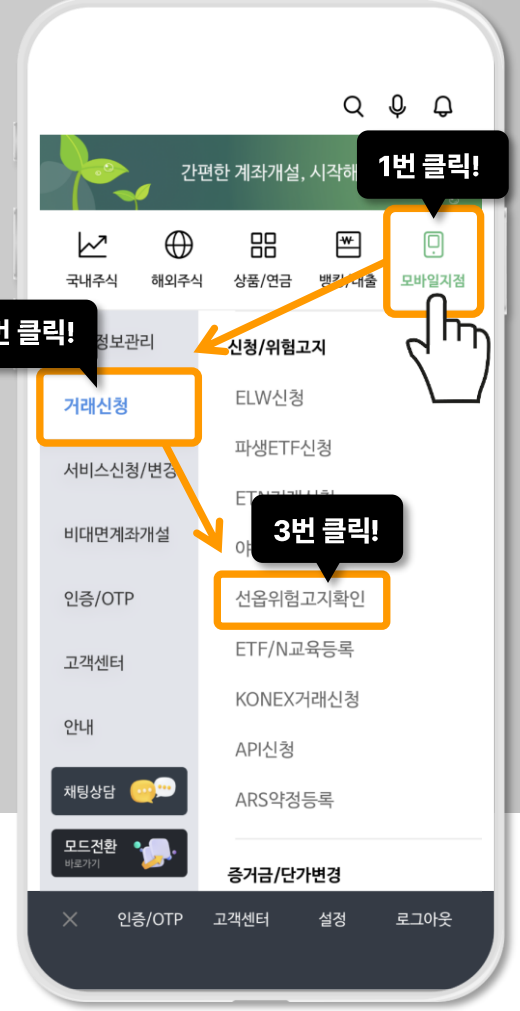 간편한 계좌개설, 시작해
1번 클릭!
국내주식
해외주식
상품/연금
뱅킹/대출
모바일지점
번 클릭!
정보관리
거래신청
서비스신청/변경
비대면계좌개설
인증/OTP
고객센터
안내
채팅상담
모드전환
바로가기
신청/위험고지
ELW신청
파생ETF신청
3번 클릭!
선옵위험고지확인
ETF/N교육등록
KONEX거래신청
API신청
ARS약정등록
증거금/단가변경
인증/OTP
고객센터
설정
로그아웃